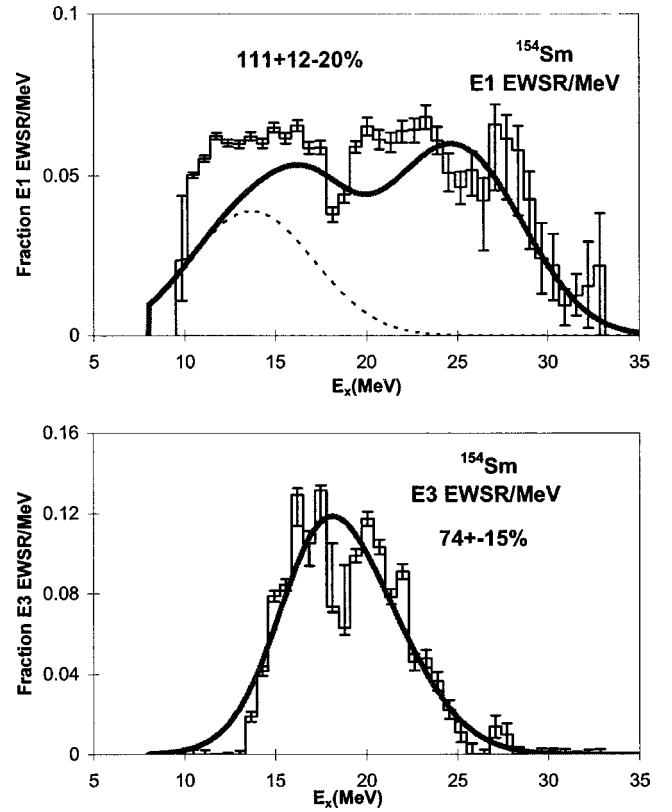 0.1
111+12-20%
154Sm
E1 EWSR/MeV
Fraction E1 EWSR/MeV
0.05
0
5 10 15 20 25 30 35
Ex(MeV)
0.16
154Sm
E3 EWSR/MeV
74+-15%
Fraction E3 EWSR/MeV
0.12
0.08
0.04
0
5 10 15 20 25 30 35
Ex(MeV)